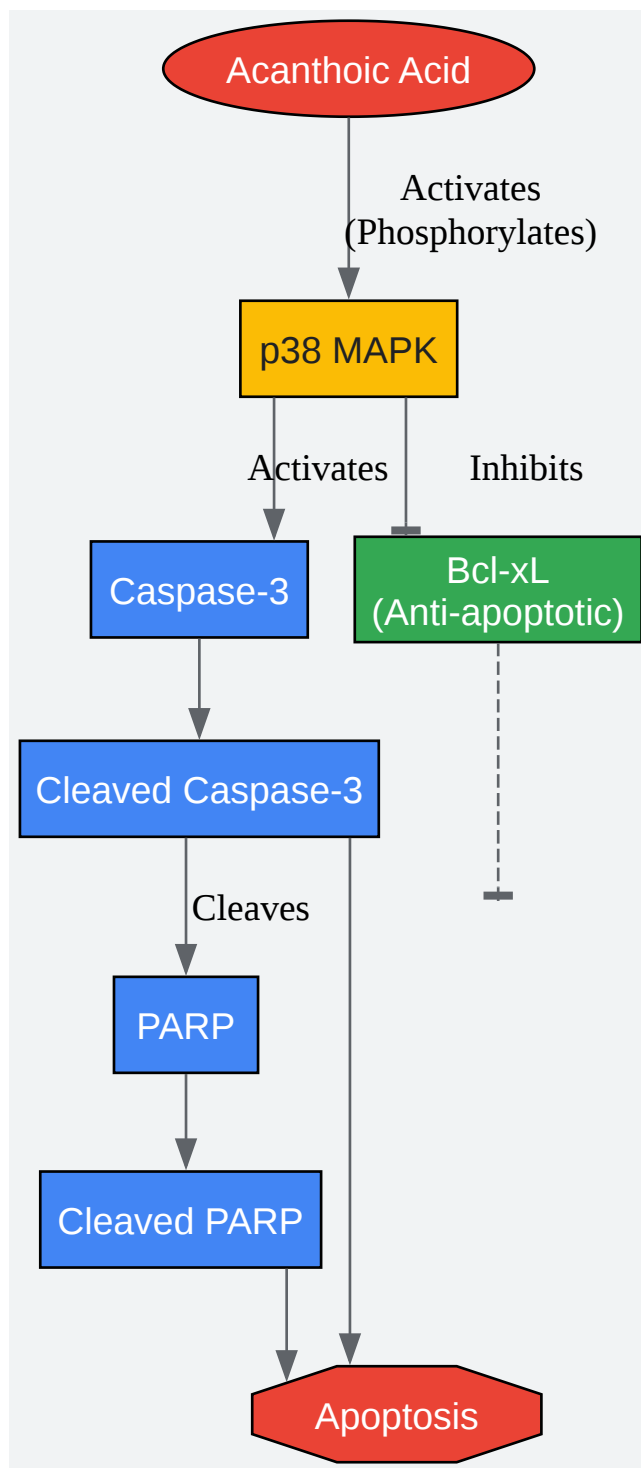 Acanthoic Acid
Activates
(Phosphorylates)
p38 MAPK
Activates
Inhibits
Caspase-3
Bcl-xL
(Anti-apoptotic)
Cleaved Caspase-3
Cleaves
PARP
Cleaved PARP
Apoptosis